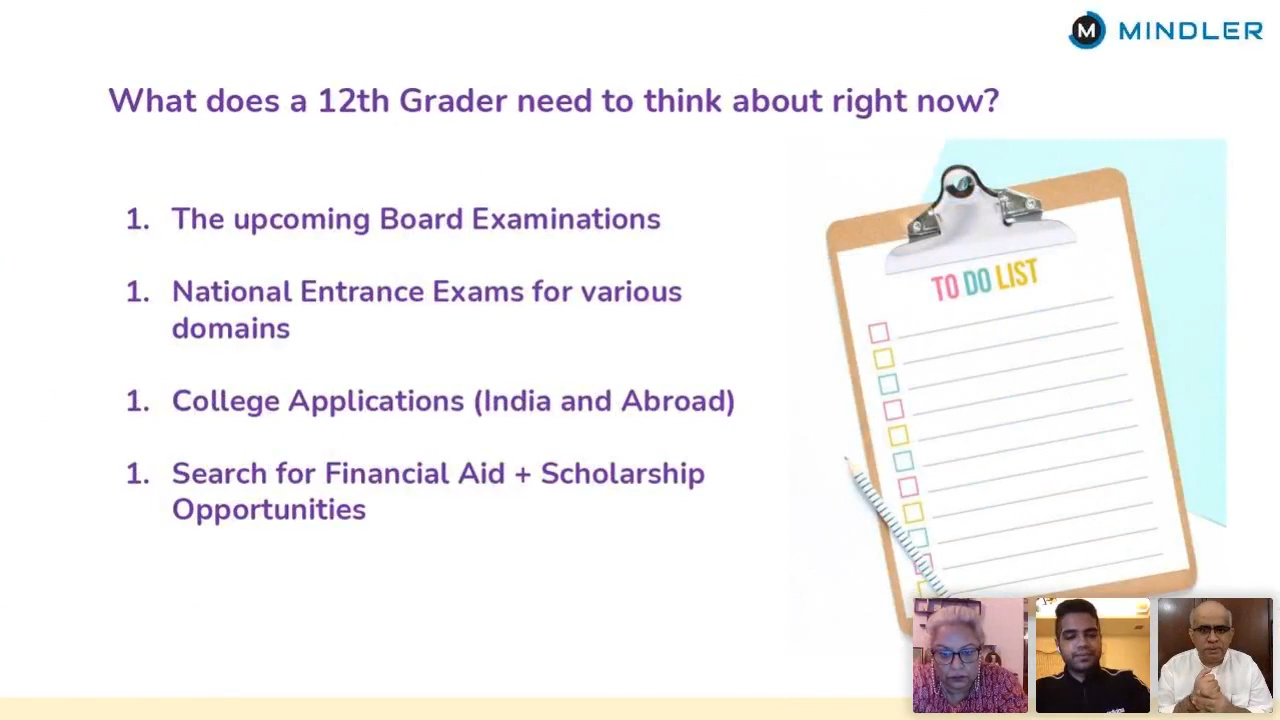 MINDLER
What does a 12th Grader need to think about right now?
1. The upcoming Board Examinations
1. National Entrance Exams for various
domains
1. College Applications (India and Abroad)
1. Search for Financial Aid + Scholarship
Opportunities
TO DO LIST